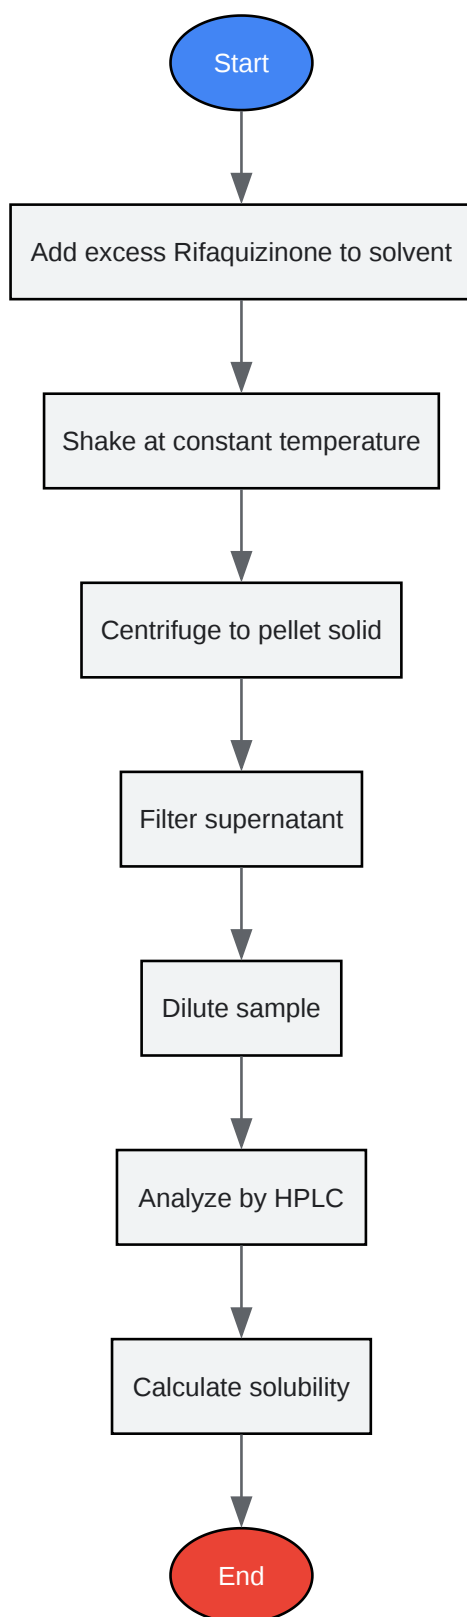 Start
Add excess Rifaquizinone to solvent
Shake at constant temperature
Centrifuge to pellet solid
Filter supernatant
Dilute sample
Analyze by HPLC
Calculate solubility
End